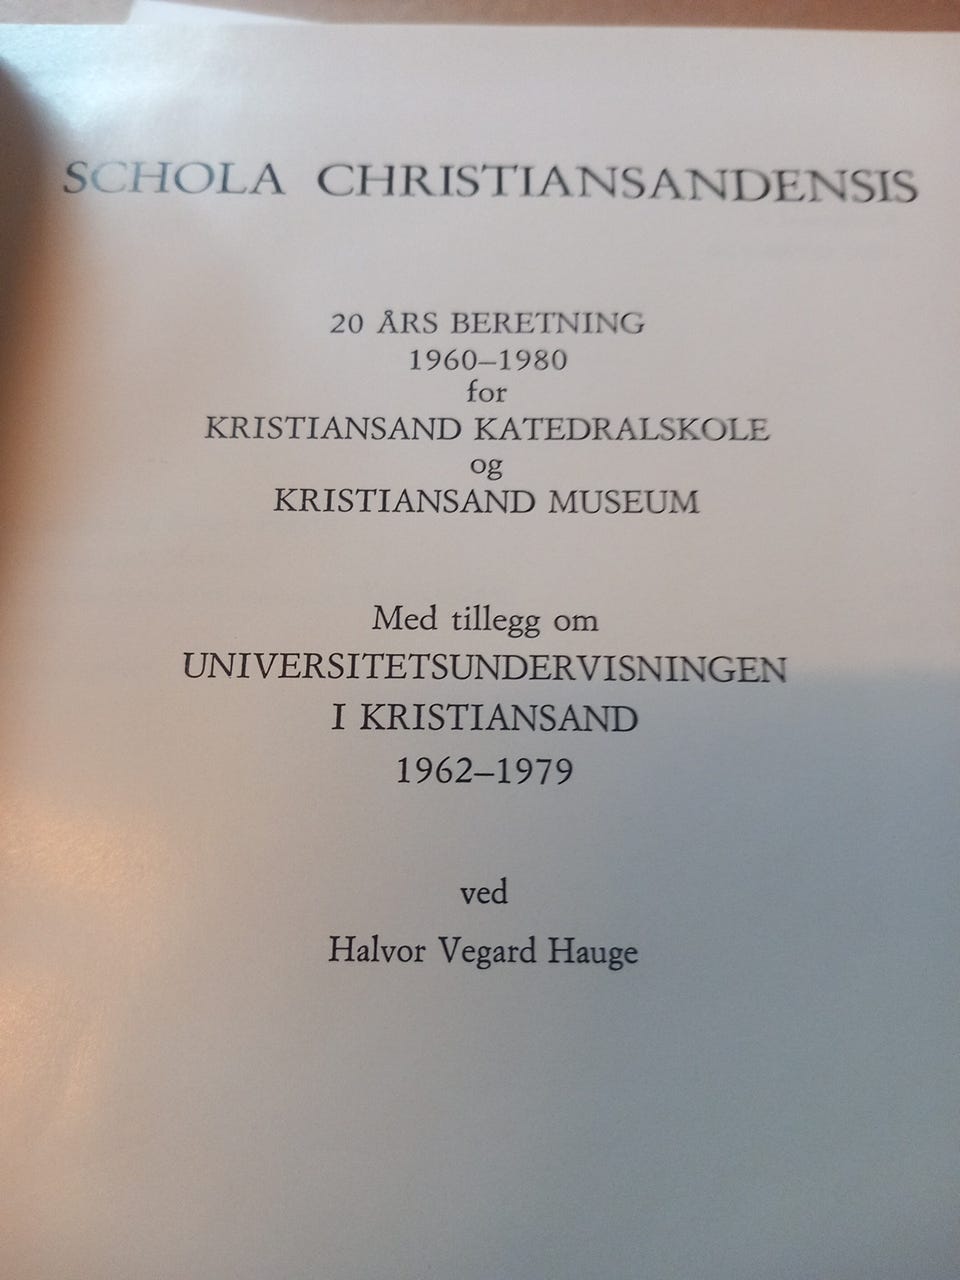 SCHOLA CHRISTIANSANDENSIS
20 ÅRS BERETNING
1960–1980
for
KRISTIANSAND KATEDRALSKOLE
og
KRISTIANSAND MUSEUM
Med tillegg om
UNIVERSITETSUNDERVISNINGEN
I KRISTIANSAND
1962–1979
ved
Halvor Vegard Hauge